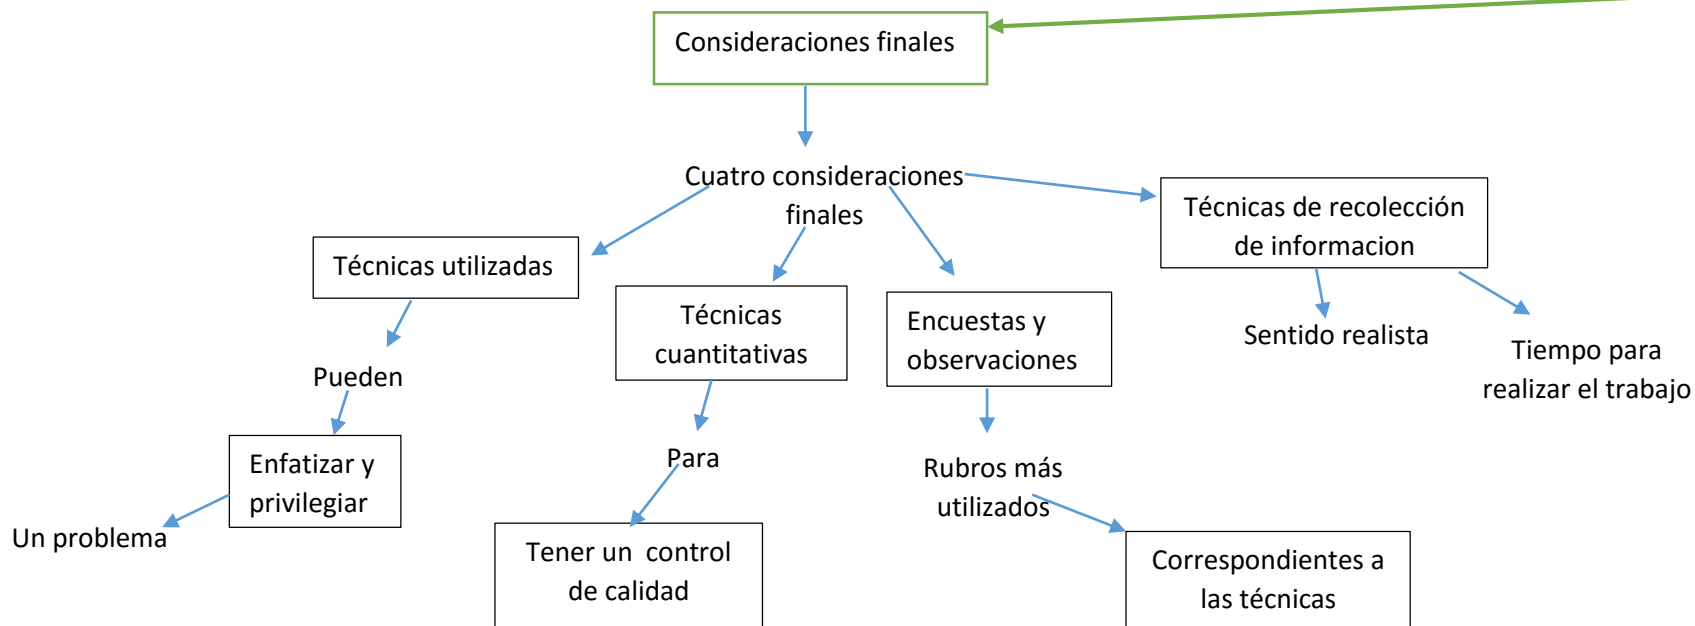 Consideraciones finales
Cuatro consideraciones
finales
Técnicas utilizadas
Pueden
Enfatizar y
privilegiar
Un problema
Técnicas
cuantitativas
Para
Tener un control
de calidad
Encuestas y
observaciones
Rubros más
utilizados
Correspondientes a
las técnicas
Técnicas de recolección
de informacion
Sentido realista
Tiempo para
realizar el trabajo